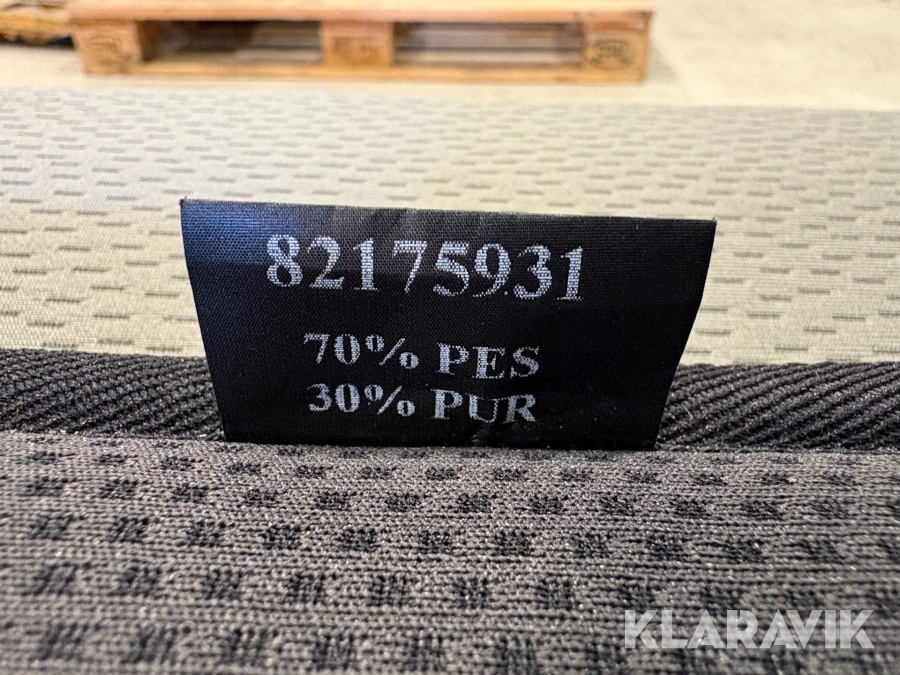 82175931
70% PES
30% PUR
KLARAVIK